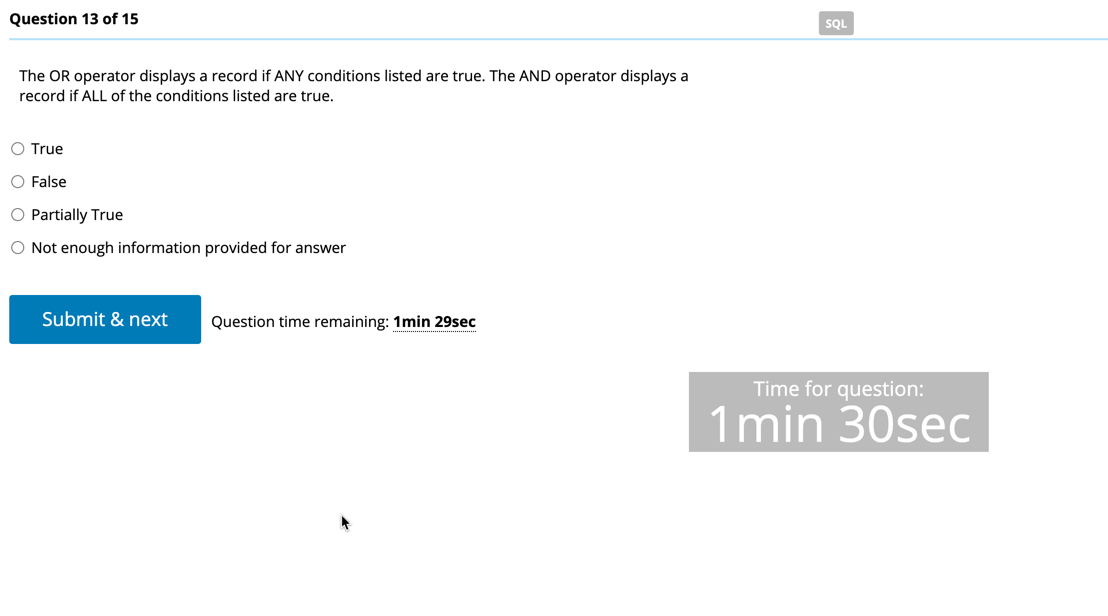 Question 13 of 15
SQL
The OR operator displays a record if ANY conditions listed are true. The AND operator displays a
record if ALL of the conditions listed are true.
True
False
Partially True
Not enough information provided for answer
Submit & next
Question time remaining: 1min 29sec
Time for question:
1min 30sec